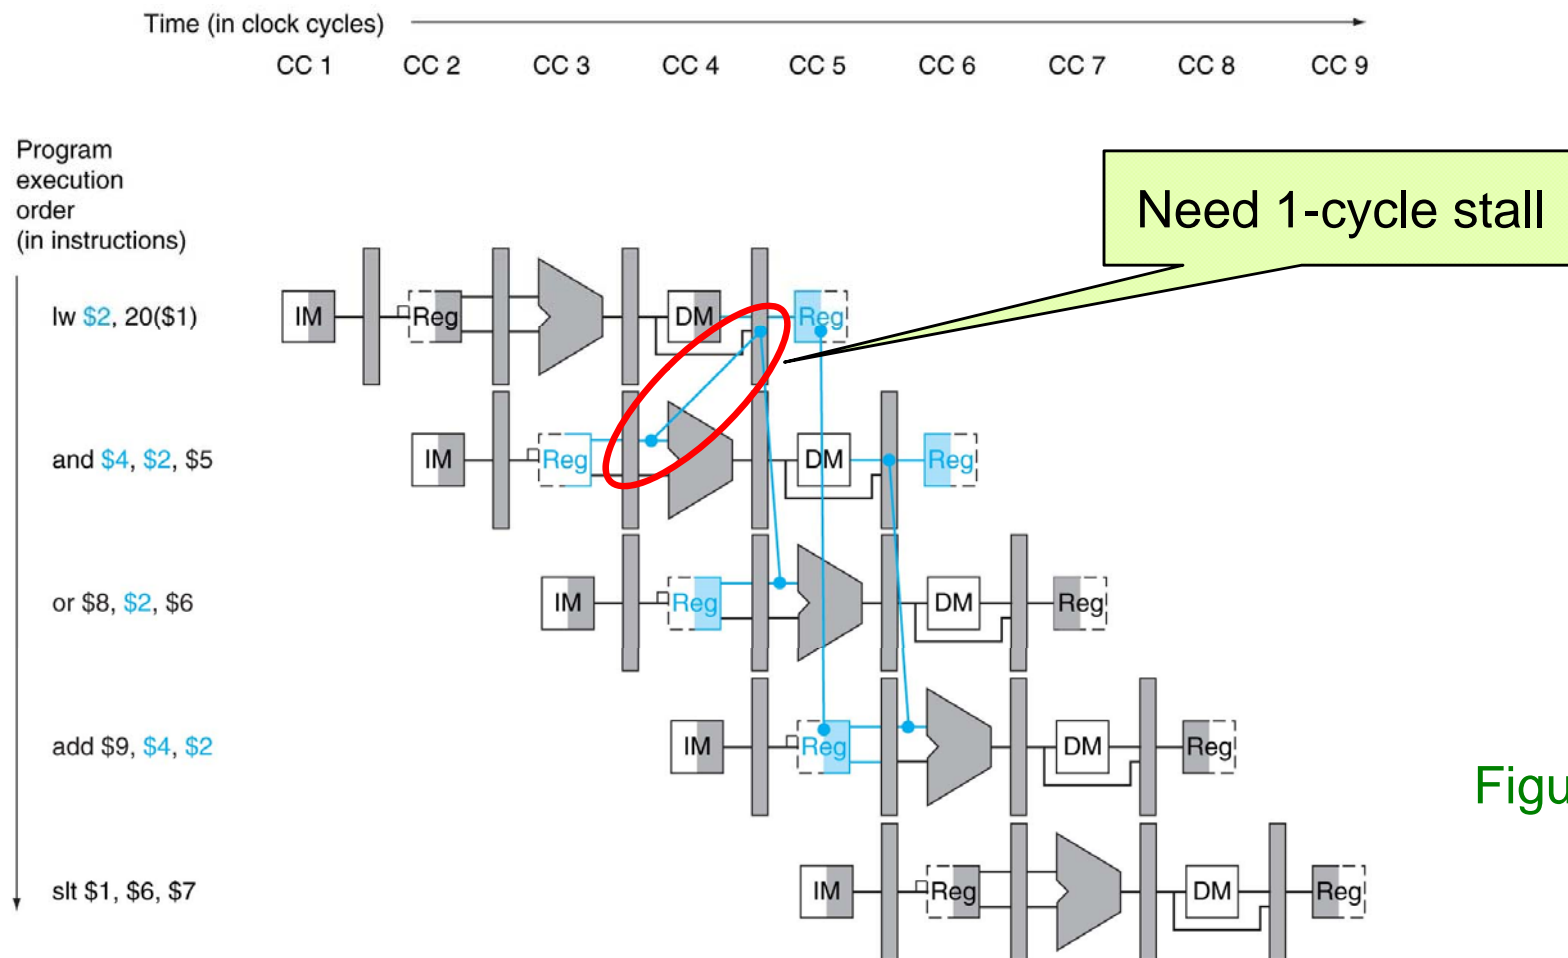 Time (in clock cycles)
CC 1 CC 2 CC 3 CC 4 CC 5 CC 6 CC 7 CC 8 CC 9
Program
execution
order
(in instructions)
Need 1-cycle stall
lw $2, 20($1) IM Reg DM Reg
and $4, $2, $5 IM Reg DM Reg
or $8, $2, $6 IM Reg DM Reg
add $9, $4, $2 IM Reg DM Reg
Figu
slt $1, $6, $7 IM Reg DM Reg